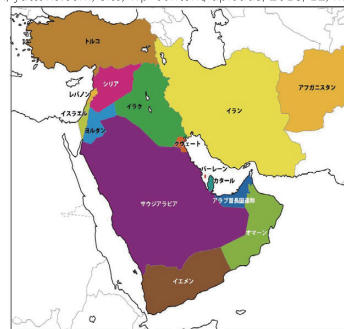 トルコ
シリア
レバノン
イスラエル
ヨルダン
イラク
イラン
アフガニスタン
クウェート
バーレーン
カタール
アラブ首長国連邦
サウジアラビア
オマーン
イエメン